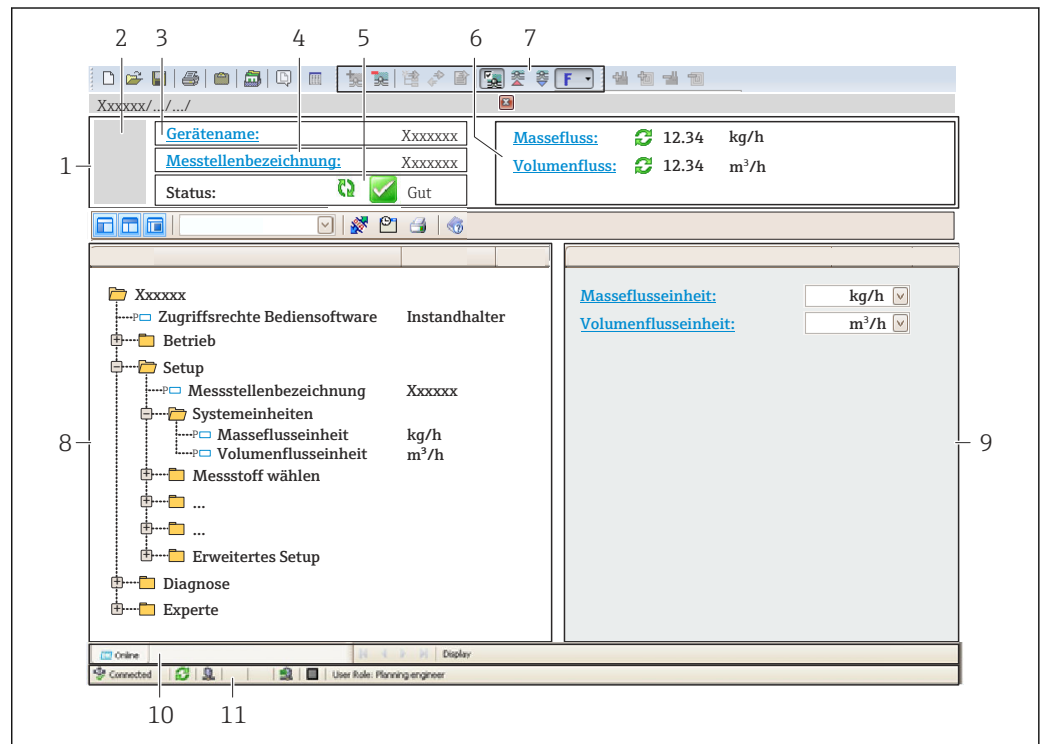 2 3 4 5 6 7
F
Xxxxxx/.../.../
1
Gerätename: Xxxxxxx
Messtellenbezeichnung: Xxxxxxx
Status: Gut
Massefluss: 12.34 kg/h
Volumenfluss: 12.34 m³/h
Xxxxxx
P Zugriffsrechte Bediensoftware Instandhalter
Betrieb
Setup
P Messstellenbezeichnung Xxxxxx
Systemeinheiten
P Masseflusseinheit kg/h
P Volumenflusseinheit m³/h
Messstoff wählen
...
...
Erweitertes Setup
Diagnose
Experte
8
Masseflusseinheit: kg/h
Volumenflusseinheit: m³/h
9
Online Display
Connected User Role: Planning engineer
10 11